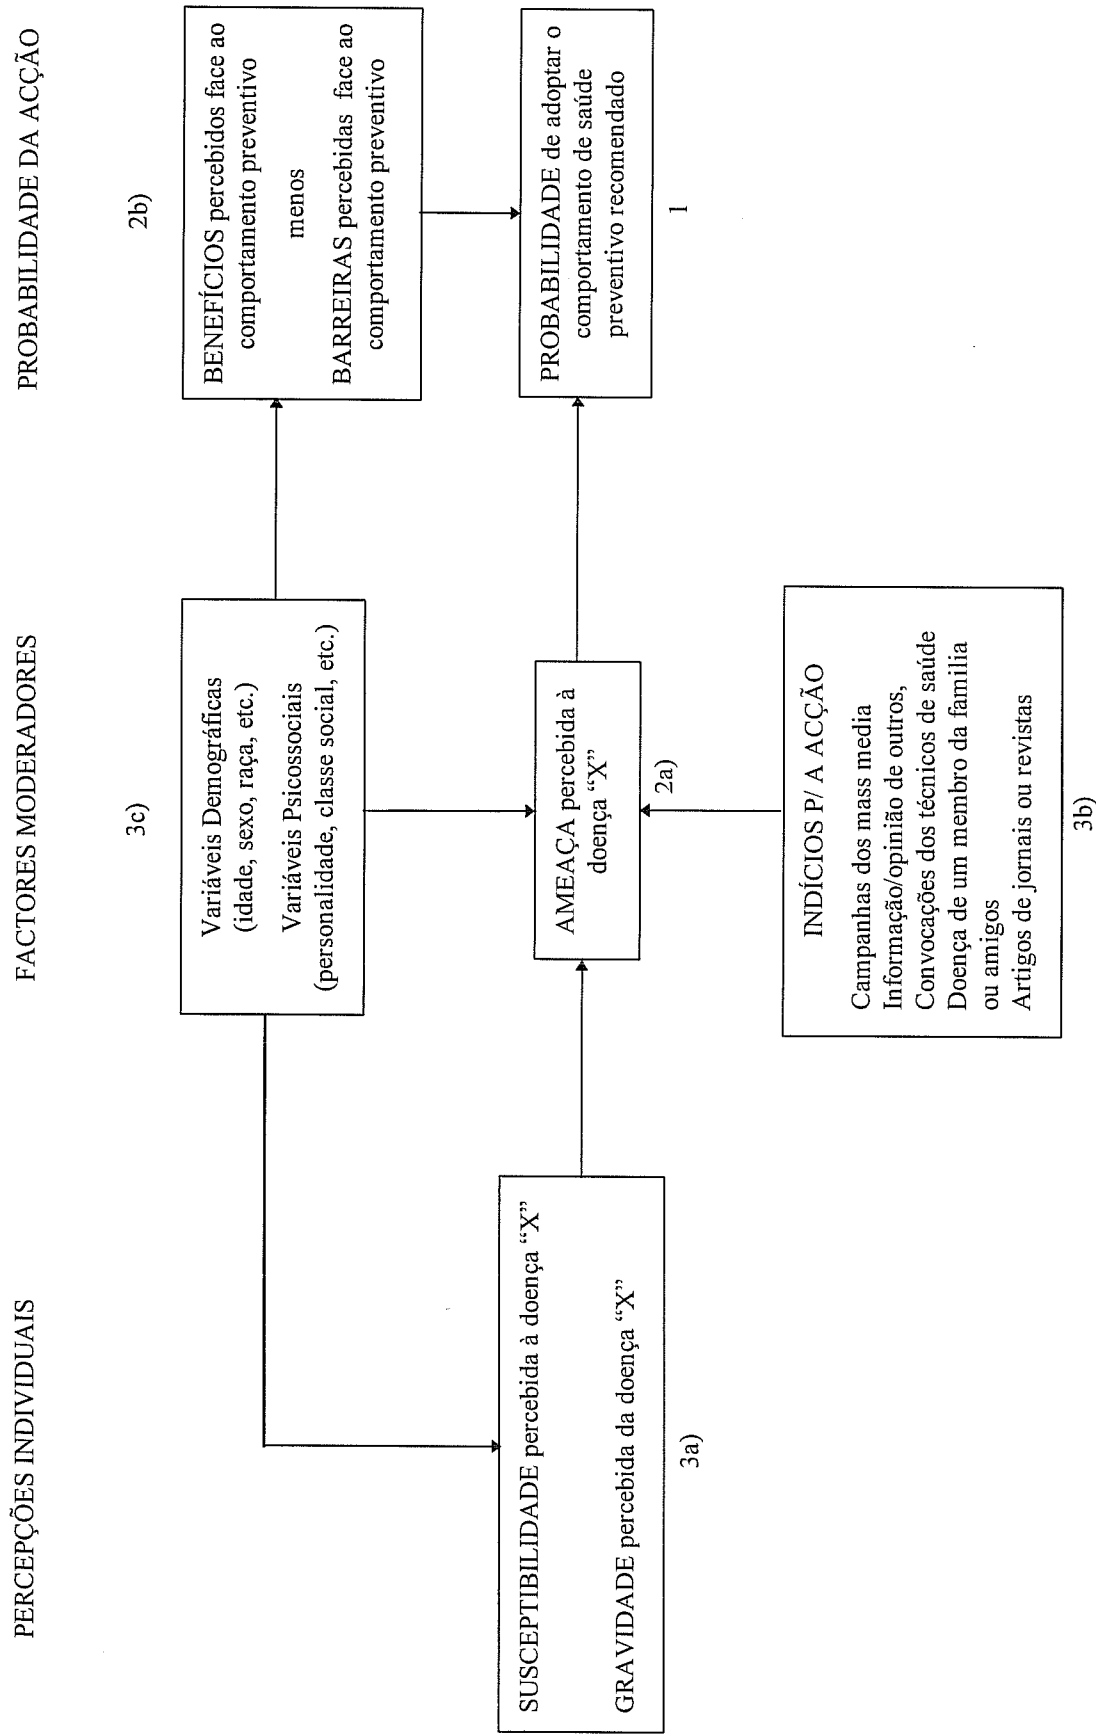 PERCEPÇÕES INDIVIDUAIS
FACTORES MODERADORES
PROBABILIDADE DA ACÇÃO
3c)
Variáveis Demográficas
(idade, sexo, raça, etc.)
Variáveis Psicossociais
(personalidade, classe social, etc.)
2b)
BENEFÍCIOS percebidos face ao
comportamento preventivo
menos
BARREIRAS percebidas face ao
comportamento preventivo
SUSCEPTIBILIDADE percebida à doença “X”
GRAVIDADE percebida da doença “X”
3a)
AMEAÇA percebida à
doença “X”
2a)
PROBABILIDADE de adoptar o
comportamento de saúde
preventivo recomendado
1
INDÍCIOS P/ A ACÇÃO
Campanhas dos mass media
Informação/opinião de outros,
Convocações dos técnicos de saúde
Doença de um membro da familia
ou amigos
Artigos de jornais ou revistas
3b)